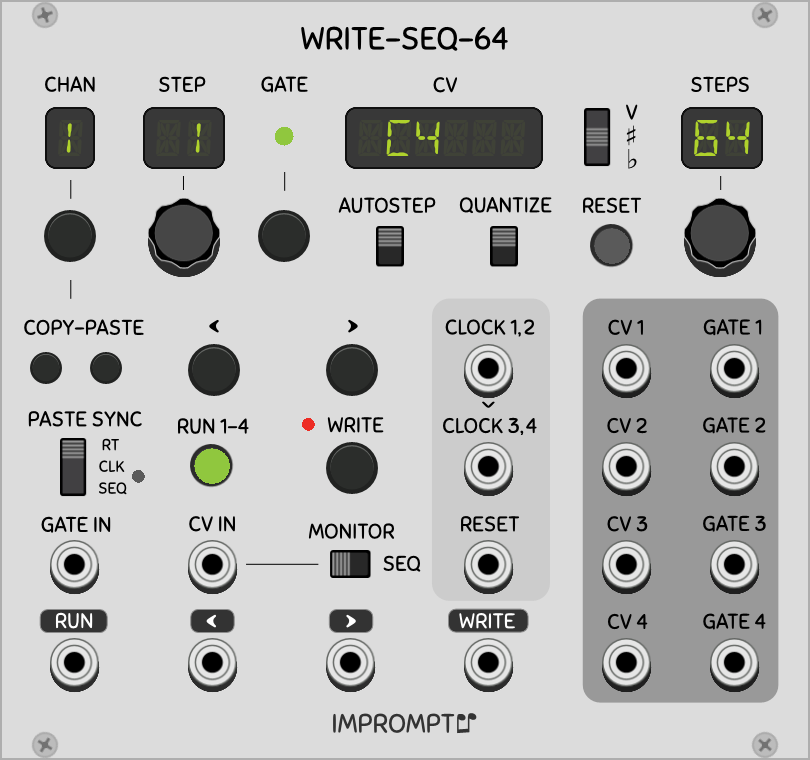 WRITE-SEQ-64
CHAN STEP GATE CV STEPS
1 1 C4 V ♯ ♭ 64
AUTOSTEP QUANTIZE RESET
COPY-PASTE < > CLOCK 1,2 CV 1 GATE 1
PASTE SYNC RUN 1-4 WRITE CLOCK 3,4 CV 2 GATE 2
RT
CLK
SEQ
GATE IN CV IN MONITOR SEQ RESET CV 3 GATE 3
RUN < > WRITE CV 4 GATE 4
IMPROMPTU